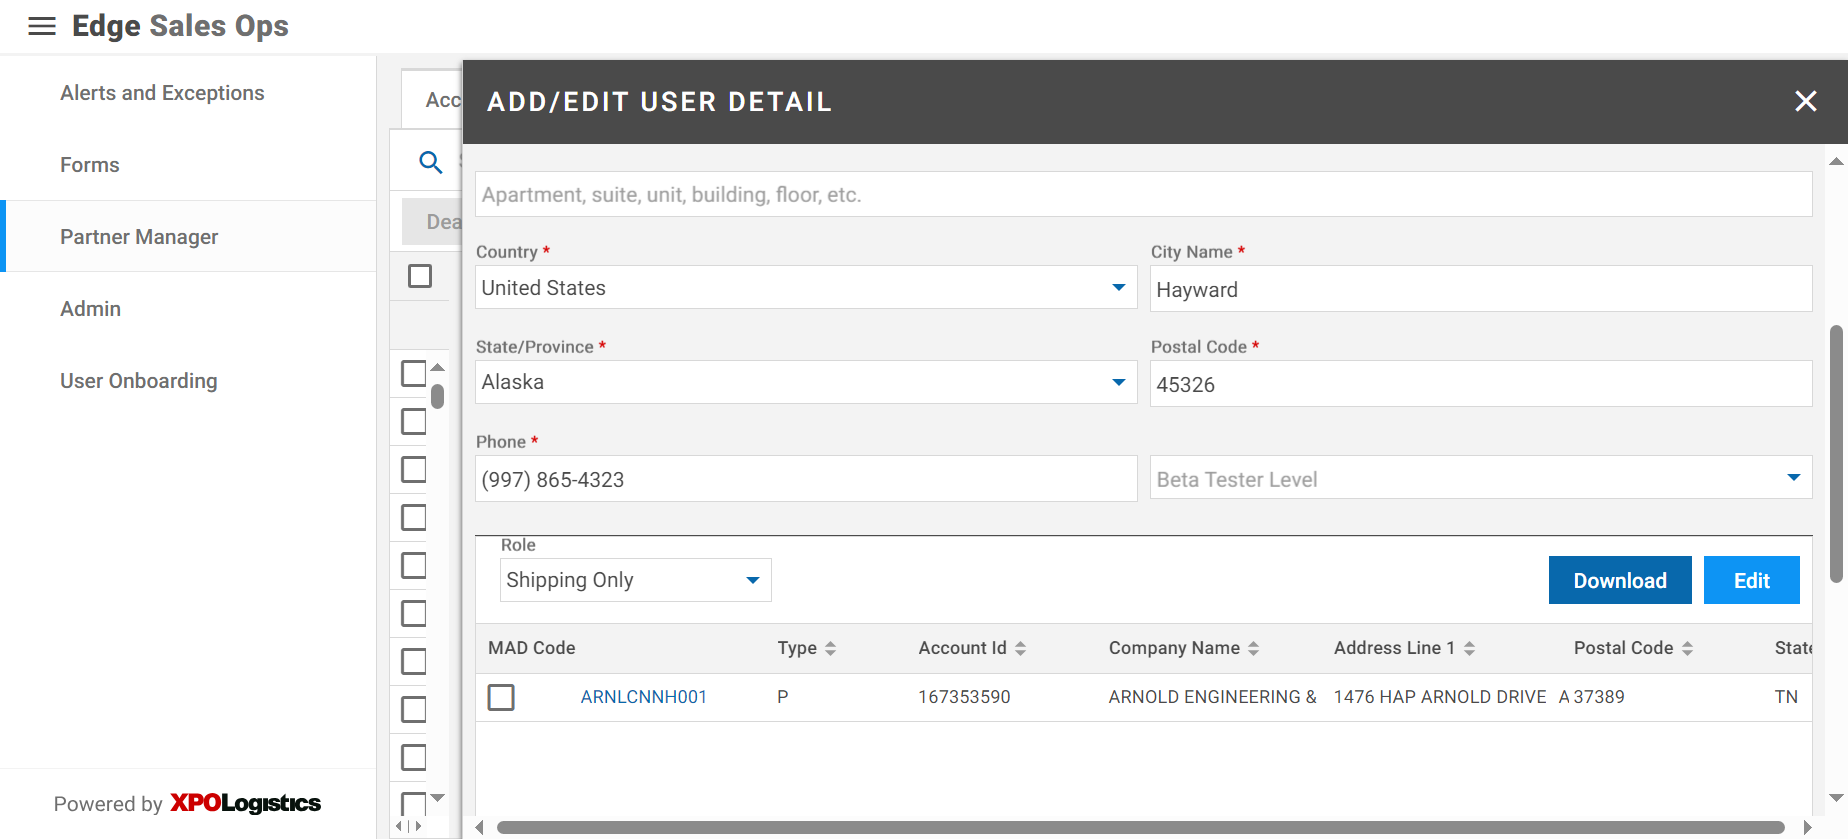 Edge Sales Ops
Alerts and Exceptions
Forms
Partner Manager
Admin
User Onboarding
Powered by XPOLogistics
Acc
Dea
ADD/EDIT USER DETAIL
Apartment, suite, unit, building, floor, etc.
Country *
United States
City Name *
Hayward
State/Province *
Alaska
Postal Code *
45326
Phone *
(997) 865-4323
Beta Tester Level
Role
Shipping Only
Download
Edit
MAD Code Type Account Id Company Name Address Line 1 Postal Code State
ARNLCNNH001 P 167353590 ARNOLD ENGINEERING & 1476 HAP ARNOLD DRIVE A 37389 TN